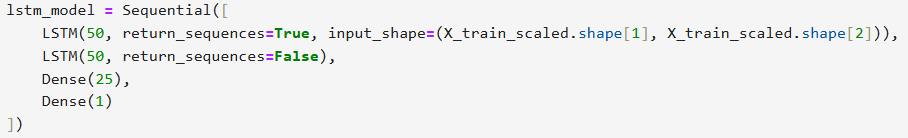 lstm_model = Sequential([
    LSTM(50, return_sequences=True, input_shape=(X_train_scaled.shape[1], X_train_scaled.shape[2])),
    LSTM(50, return_sequences=False),
    Dense(25),
    Dense(1)
])